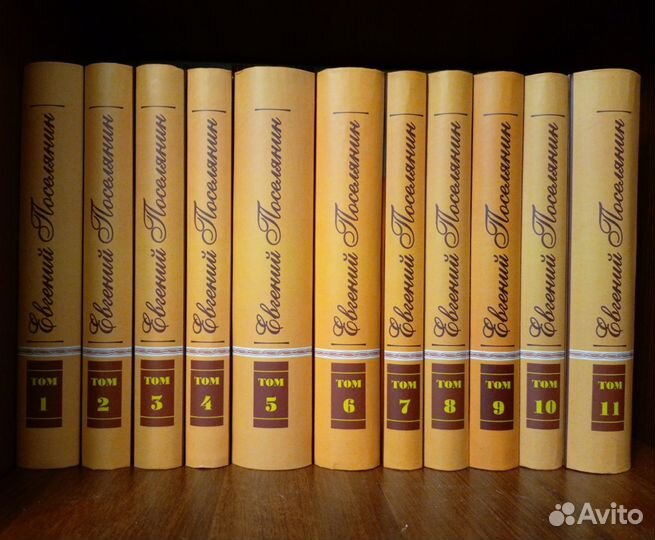 Евгений Поселянин
ТОМ
1
Евгений Поселянин
ТОМ
2
Евгений Поселянин
ТОМ
3
Евгений Поселянин
ТОМ
4
Евгений Поселянин
ТОМ
5
Евгений Поселянин
ТОМ
6
Евгений Поселянин
ТОМ
7
Евгений Поселянин
ТОМ
8
Евгений Поселянин
ТОМ
9
Евгений Поселянин
ТОМ
10
Евгений Поселянин
ТОМ
11
Avito